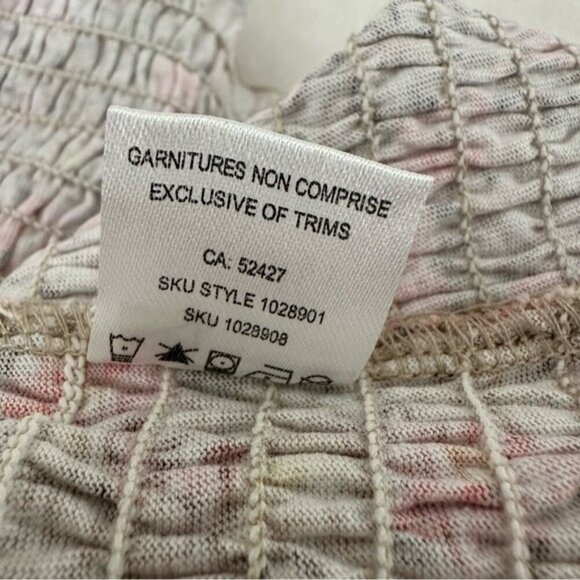 GARNITURES NON COMPRISE
EXCLUSIVE OF TRIMS
CA: 52427
SKU STYLE 1028901
SKU 1028908